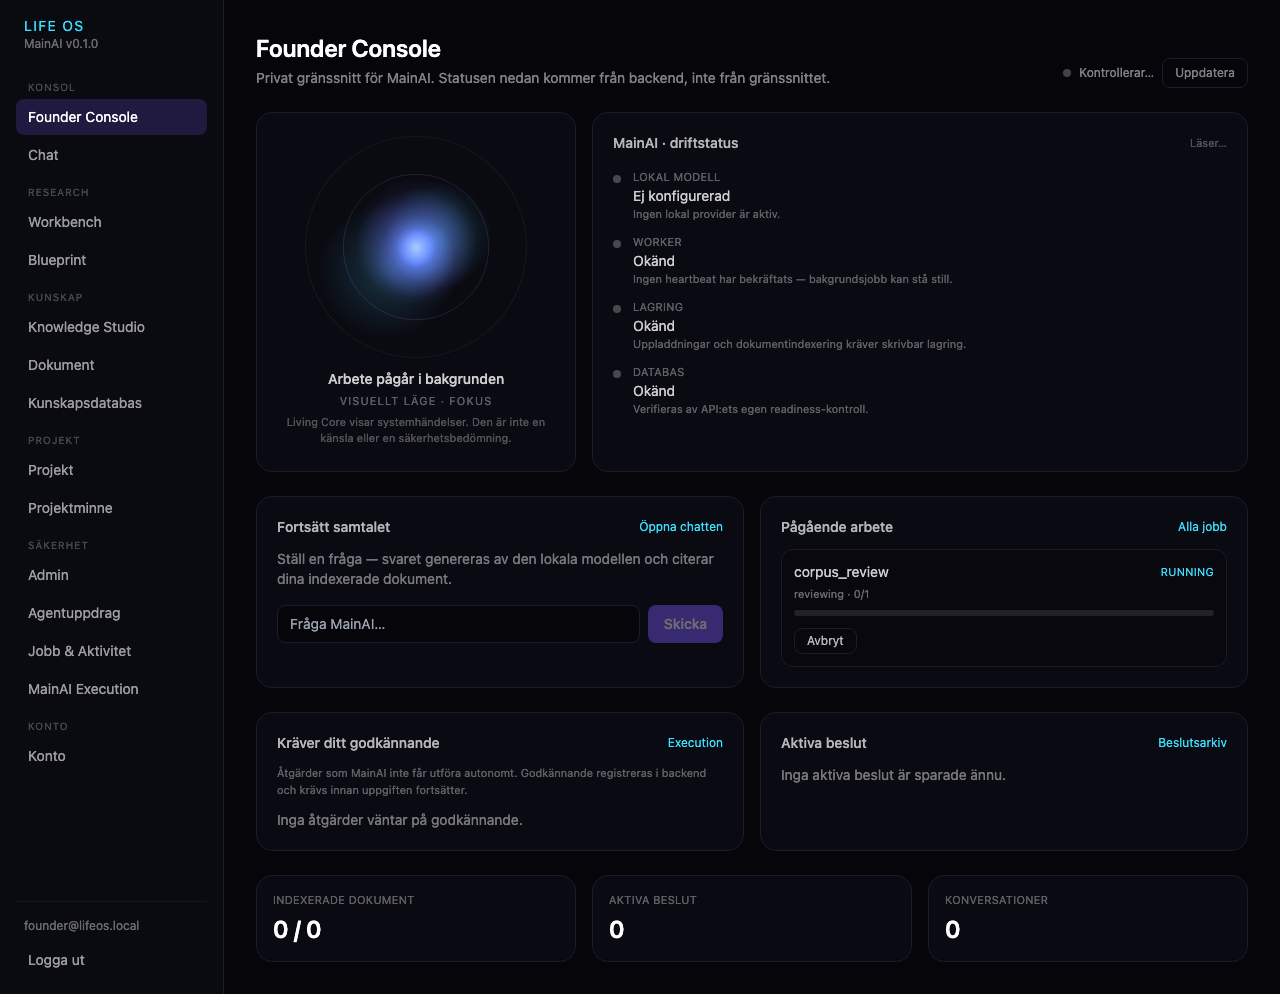 LIFE OS
MainAI v0.1.0
KONSOL
Founder Console
Chat
RESEARCH
Workbench
Blueprint
KUNSKAP
Knowledge Studio
Dokument
Kunskapsdatabas
PROJEKT
Projekt
Projektminne
SÄKERHET
Admin
Agentuppdrag
Jobb & Aktivitet
MainAI Execution
KONTO
Konto
founder@lifeos.local
Logga ut
Founder Console
Privat gränssnitt för MainAI. Statusen nedan kommer från backend, inte från gränssnittet.
Kontrollerar…
Uppdatera
Arbete pågår i bakgrunden
VISUELLT LÄGE · FOKUS
Living Core visar systemhändelser. Den är inte en
känsla eller en säkerhetsbedömning.
MainAI · driftstatus
Läser…
LOKAL MODELL
Ej konfigurerad
Ingen lokal provider är aktiv.
WORKER
Okänd
Ingen heartbeat har bekräftats — bakgrundsjobb kan stå still.
LAGRING
Okänd
Uppladdningar och dokumentindexering kräver skrivbar lagring.
DATABAS
Okänd
Verifieras av API:ets egen readiness-kontroll.
Fortsätt samtalet
Öppna chatten
Ställ en fråga — svaret genereras av den lokala modellen och citerar
dina indexerade dokument.
Fråga MainAI…
Skicka
Pågående arbete
Alla jobb
corpus_review
RUNNING
reviewing · 0/1
Avbryt
Kräver ditt godkännande
Execution
Åtgärder som MainAI inte får utföra autonomt. Godkännande registreras i backend
och krävs innan uppgiften fortsätter.
Inga åtgärder väntar på godkännande.
Aktiva beslut
Beslutsarkiv
Inga aktiva beslut är sparade ännu.
INDEXERADE DOKUMENT
0 / 0
AKTIVA BESLUT
0
KONVERSATIONER
0